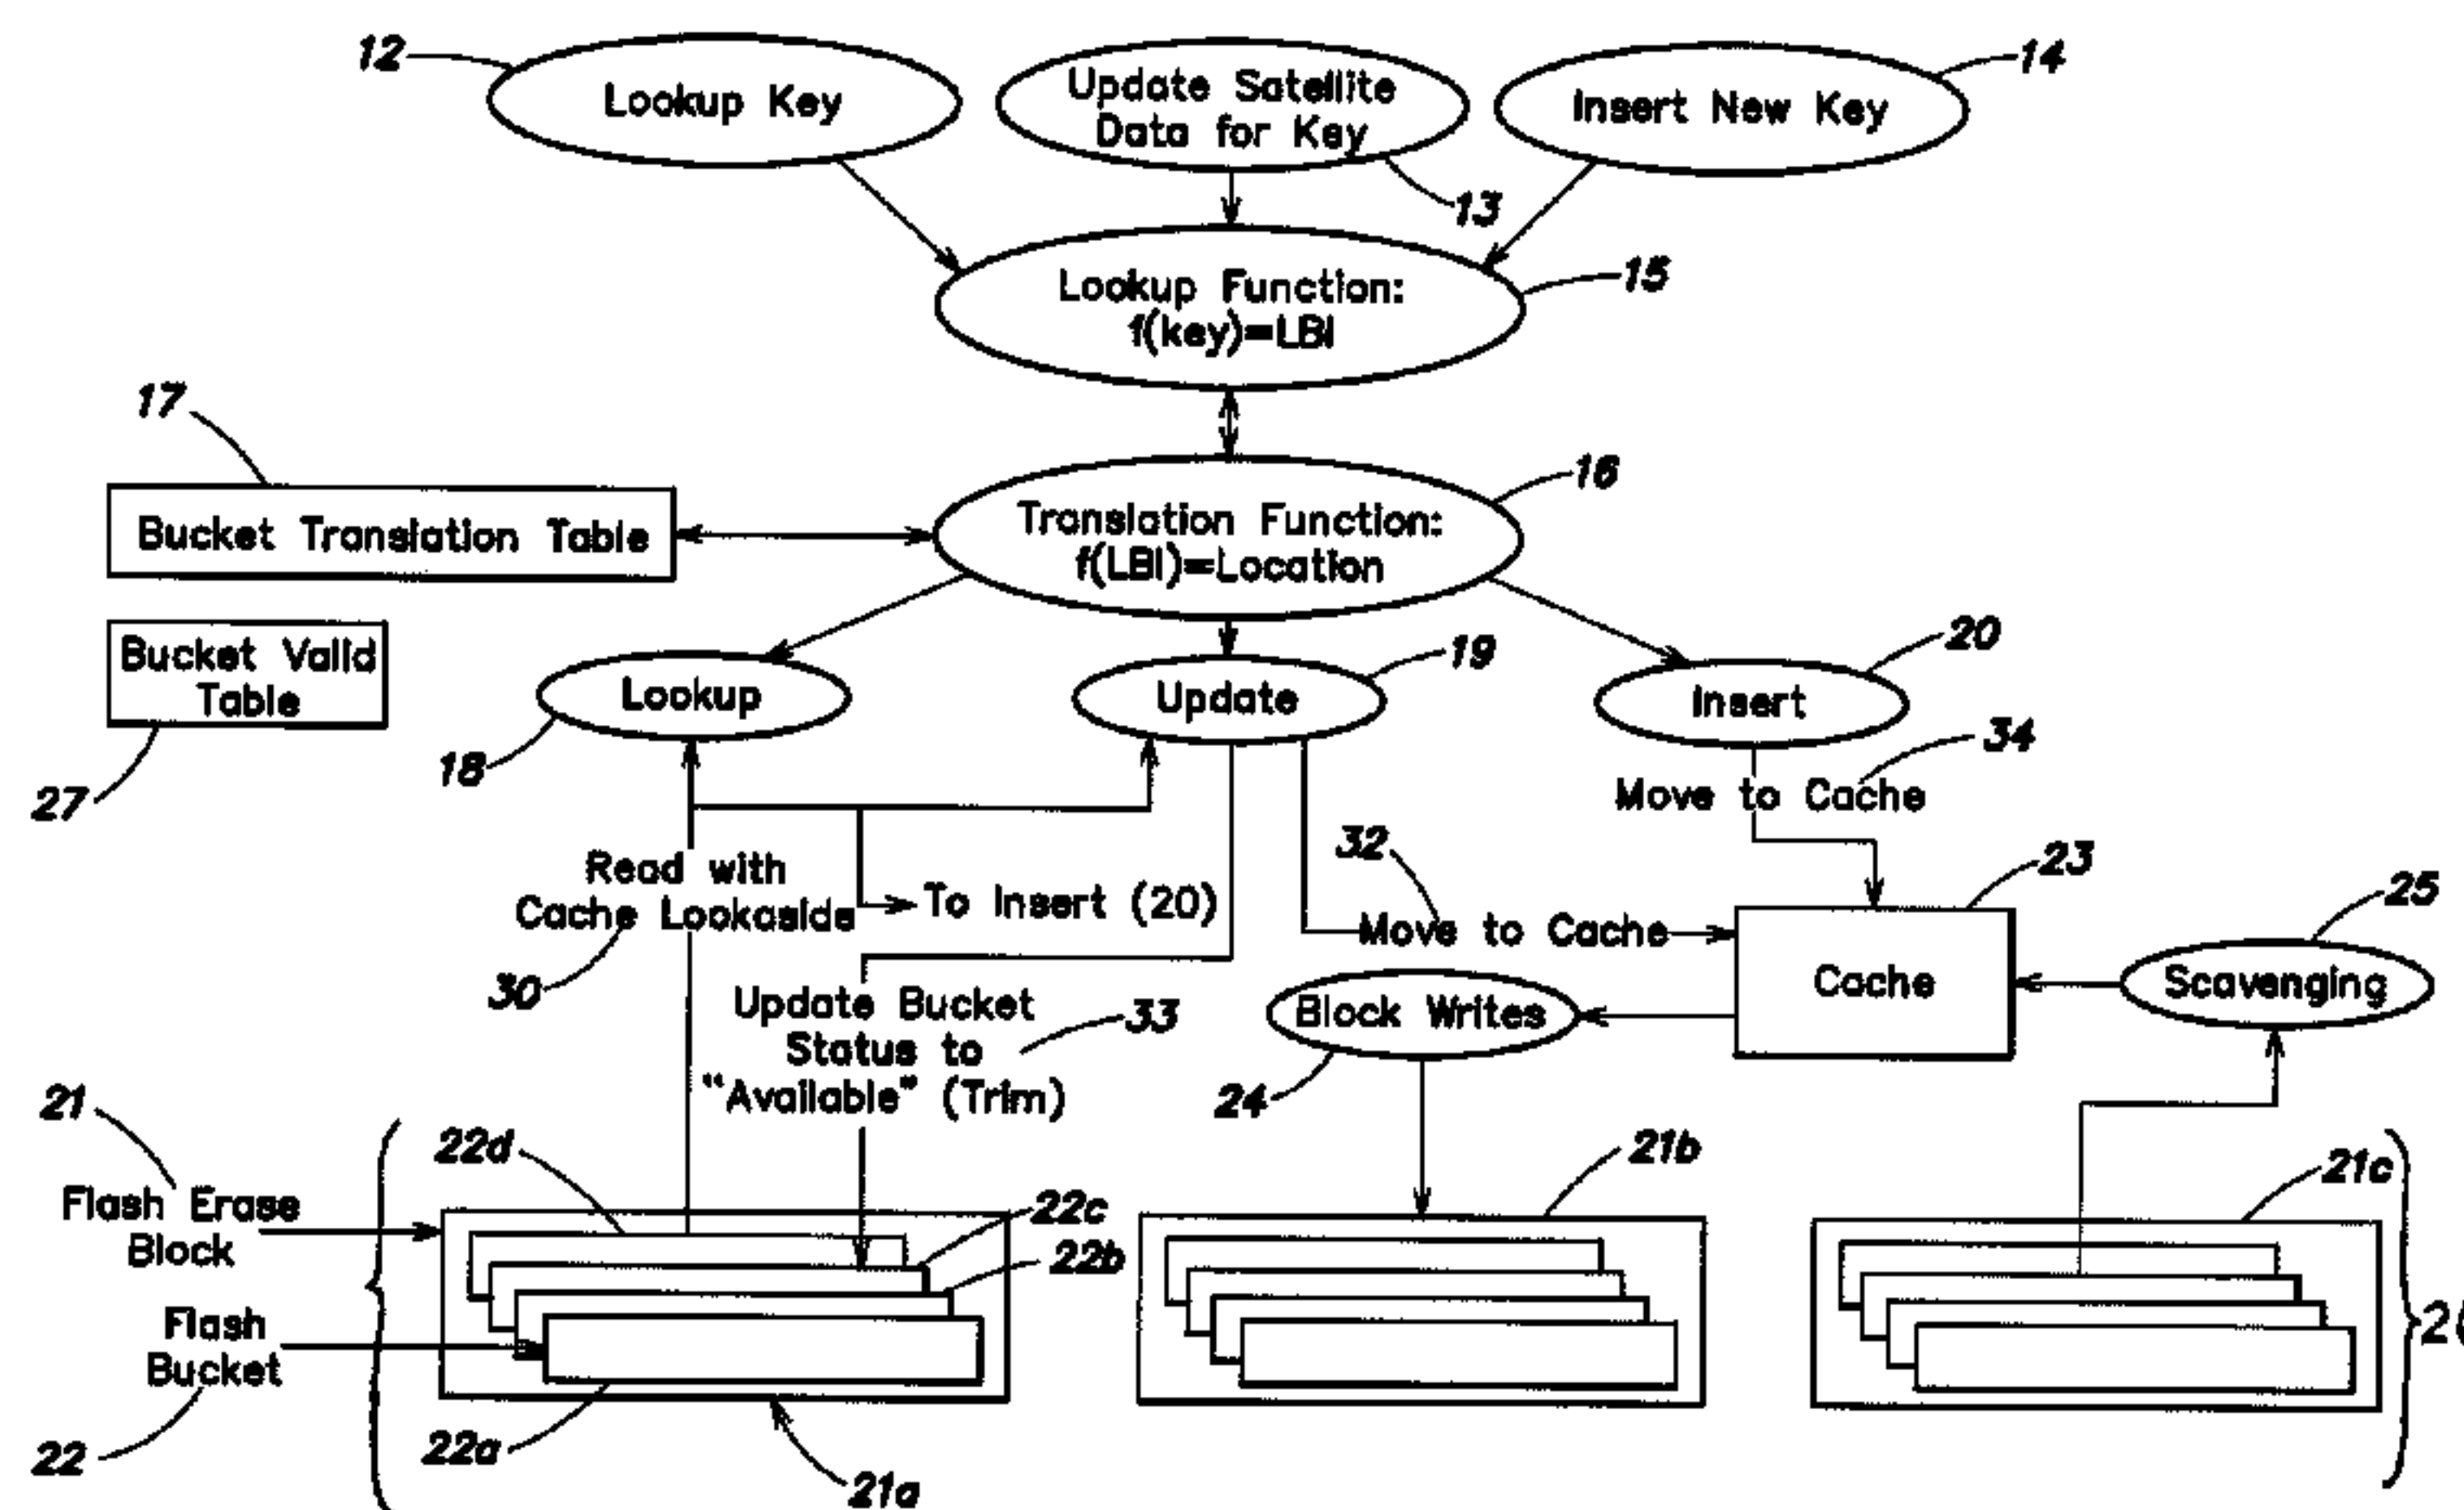 12
Lookup Key
Update Satellite
Data for Key
13
Insert New Key
14
Lookup Function:
f(key)=LBI
15
17
Bucket Translation Table
Translation Function:
f(LBI)=Location
16
Bucket Valid
Table
27
Lookup
18
Update
19
Insert
20
34
Move to Cache
Read with
Cache Lookaside
30
To Insert (20)
32
Move to Cache
23
Cache
25
Scavenging
Update Bucket
Status to
"Available" (Trim)
33
Block Writes
24
21
Flash Erase
Block
22d
22c
22b
21b
21c
Flash
Bucket
22
22a
21a